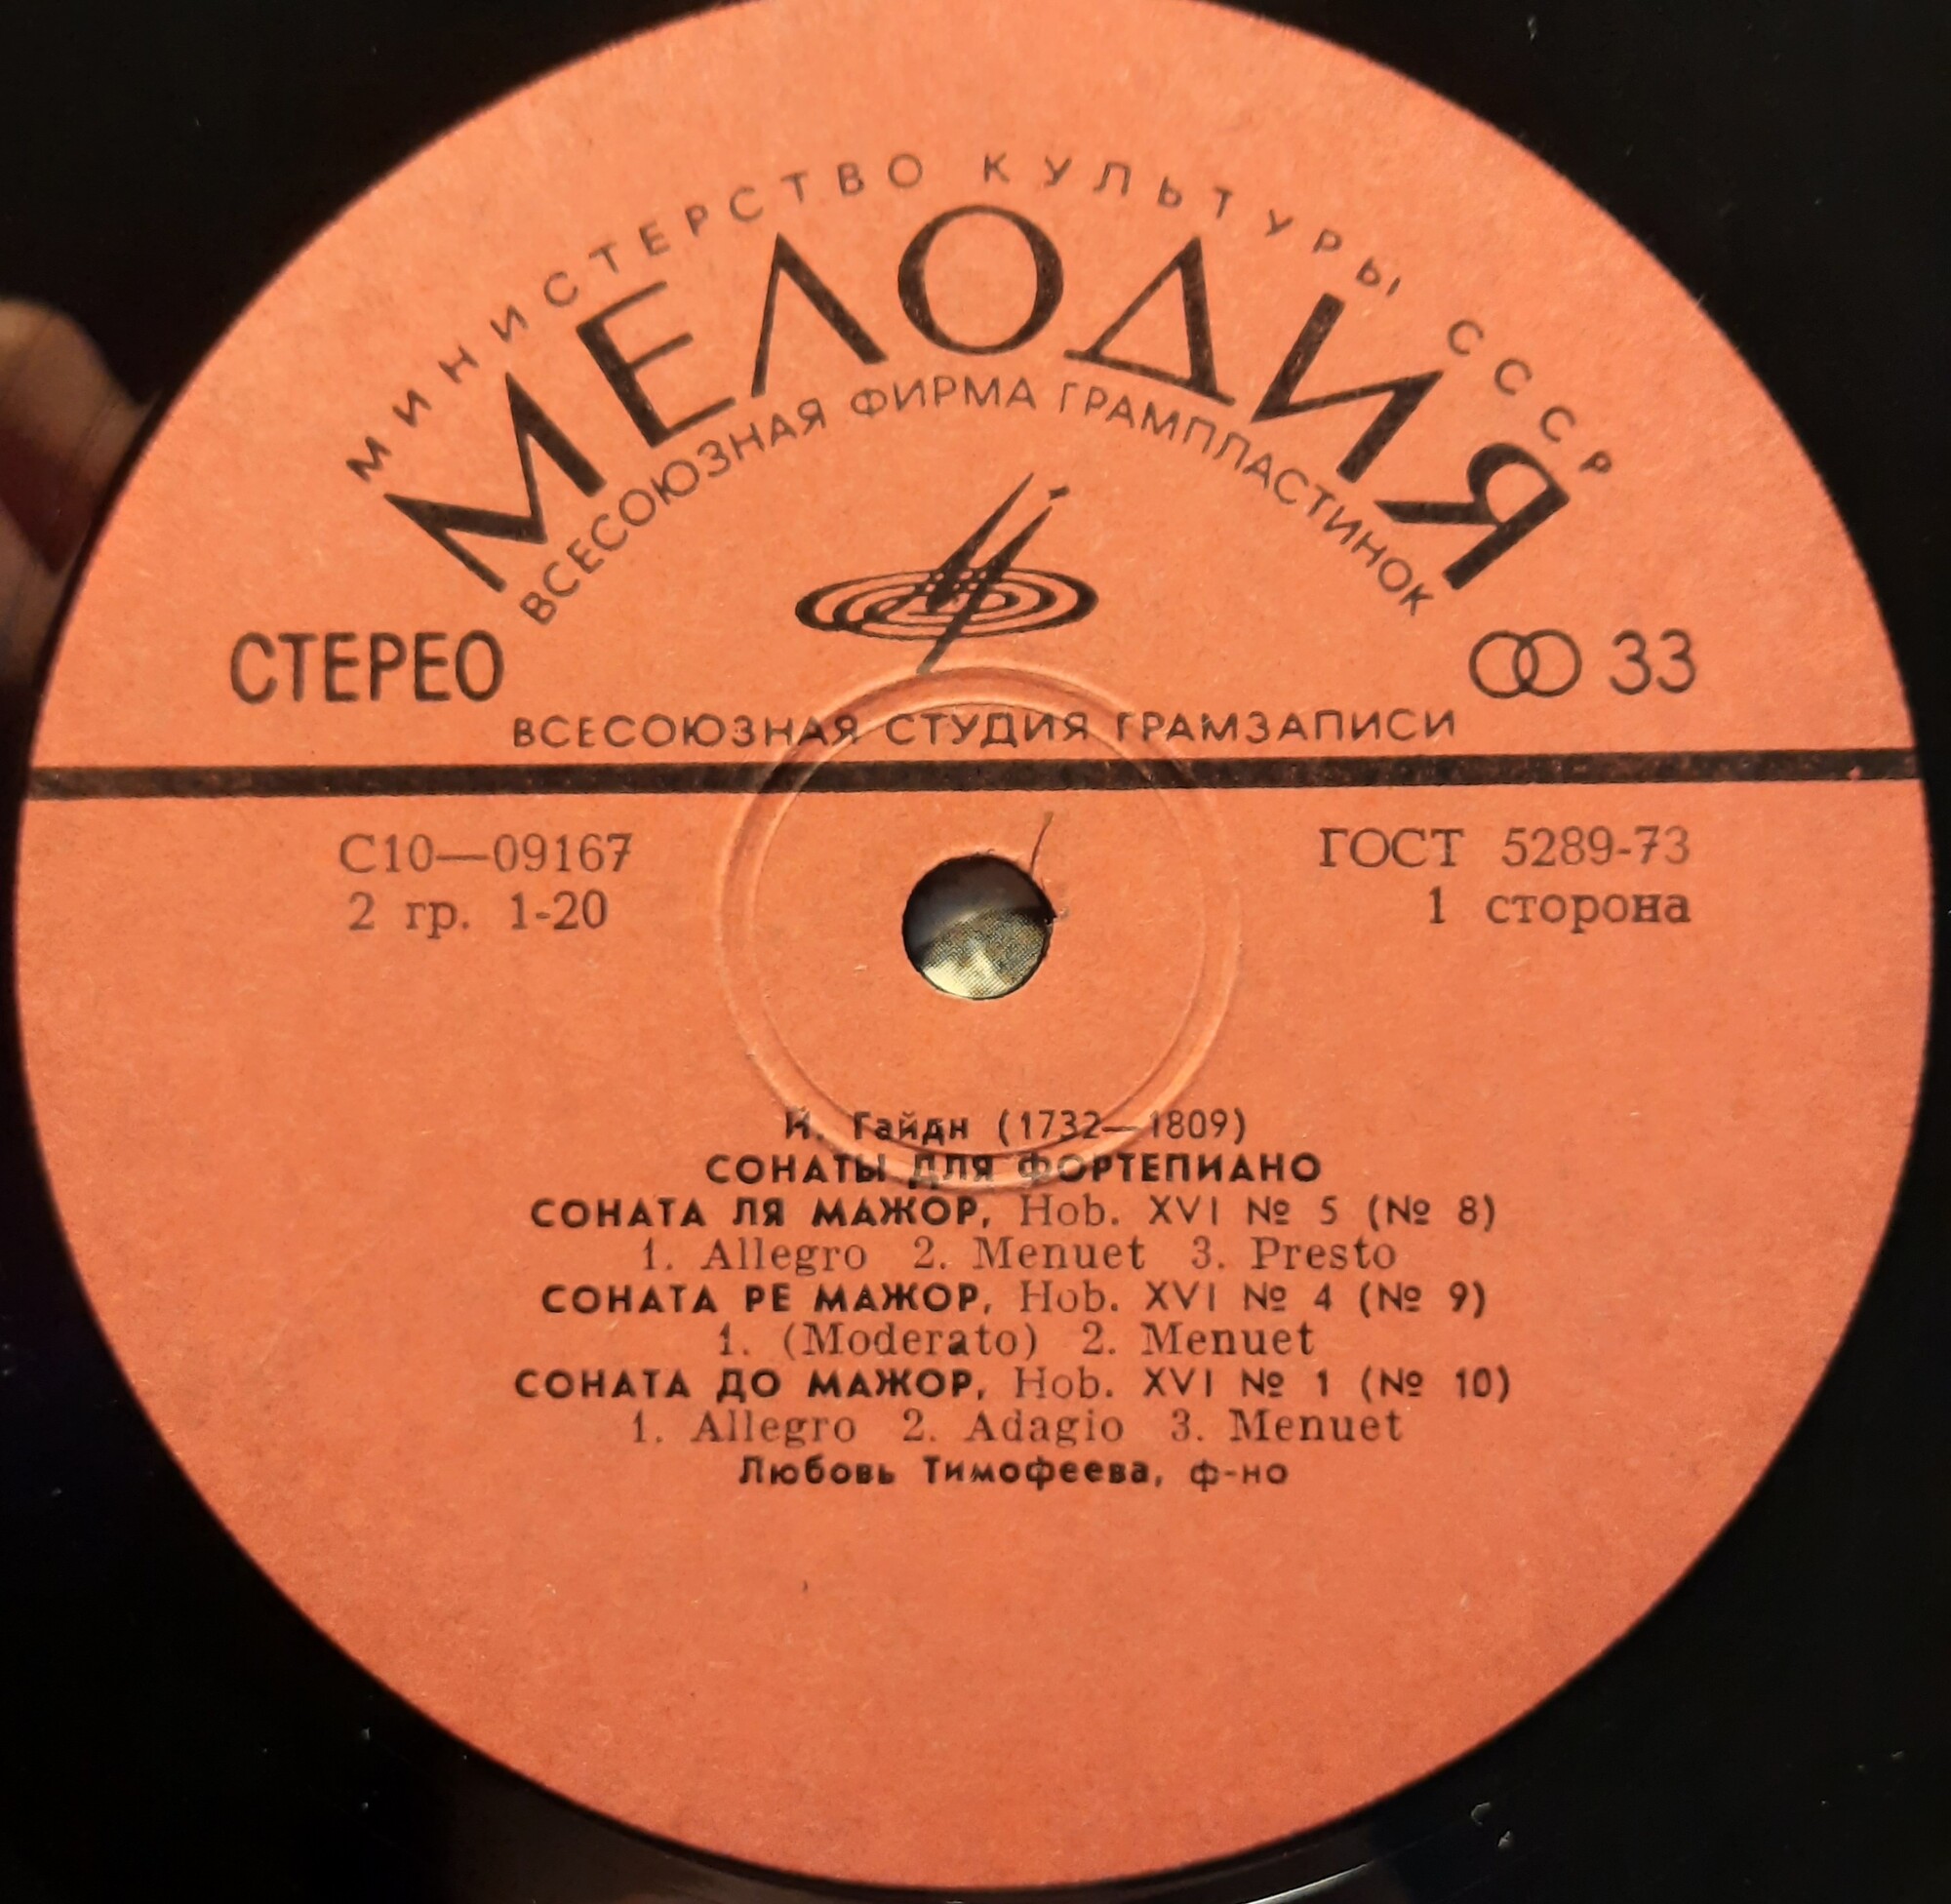 МИНИСТЕРСТВО КУЛЬТУРЫ СССР
МЕЛОДИЯ
ВСЕСОЮЗНАЯ ФИРМА ГРАМПЛАСТИНОК
СТЕРЕО
33
ВСЕСОЮЗНАЯ СТУДИЯ ГРАМЗАПИСИ
С10—09167
ГОСТ 5289-73
2 гр. 1-20
1 сторона
Й. Гайдн (1732—1809)
СОНАТЫ ДЛЯ ФОРТЕПИАНО
СОНАТА ЛЯ МАЖОР, Hob. XVI № 5 (№ 8)
1. Allegro 2. Menuet 3. Presto
СОНАТА РЕ МАЖОР, Hob. XVI № 4 (№ 9)
1. (Moderato) 2. Menuet
СОНАТА ДО МАЖОР, Hob. XVI № 1 (№ 10)
1. Allegro 2. Adagio 3. Menuet
Любовь Тимофеева, ф-но